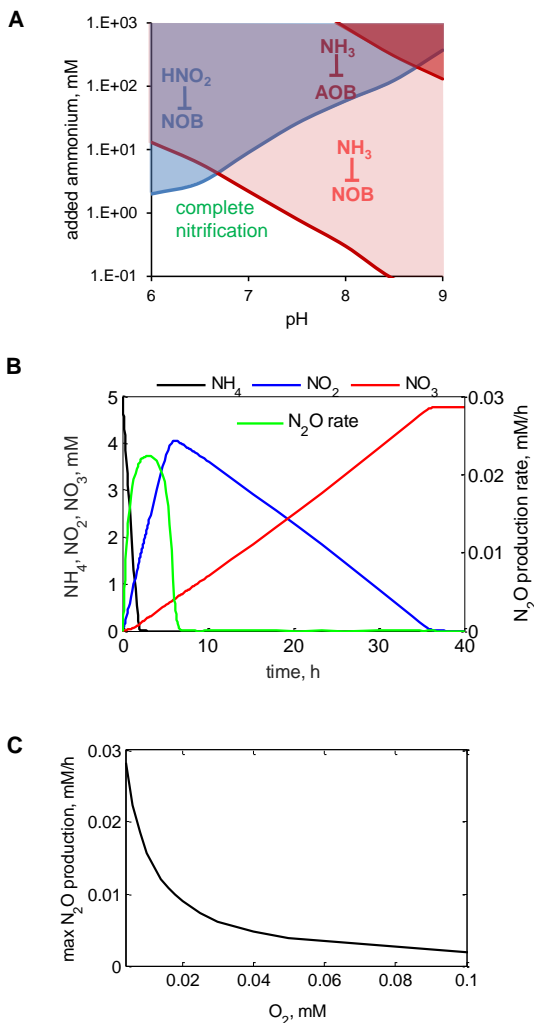 A
added ammonium, mM
1.E+03
1.E+02
1.E+01
1.E+00
1.E-01
HNO2
NOB
NH3
AOB
NH3
NOB
complete
nitrification
6 7 8 9
pH
B
NH4 NO2 NO3
N2O rate
NH4, NO2, NO3, mM
5
4
3
2
1
0
0.03
0.02
0.01
0
N2O production rate, mM/h
0 10 20 30 40
time, h
C
max N2O production, mM/h
0.03
0.02
0.01
0
0.02 0.04 0.06 0.08 0.1
O2, mM